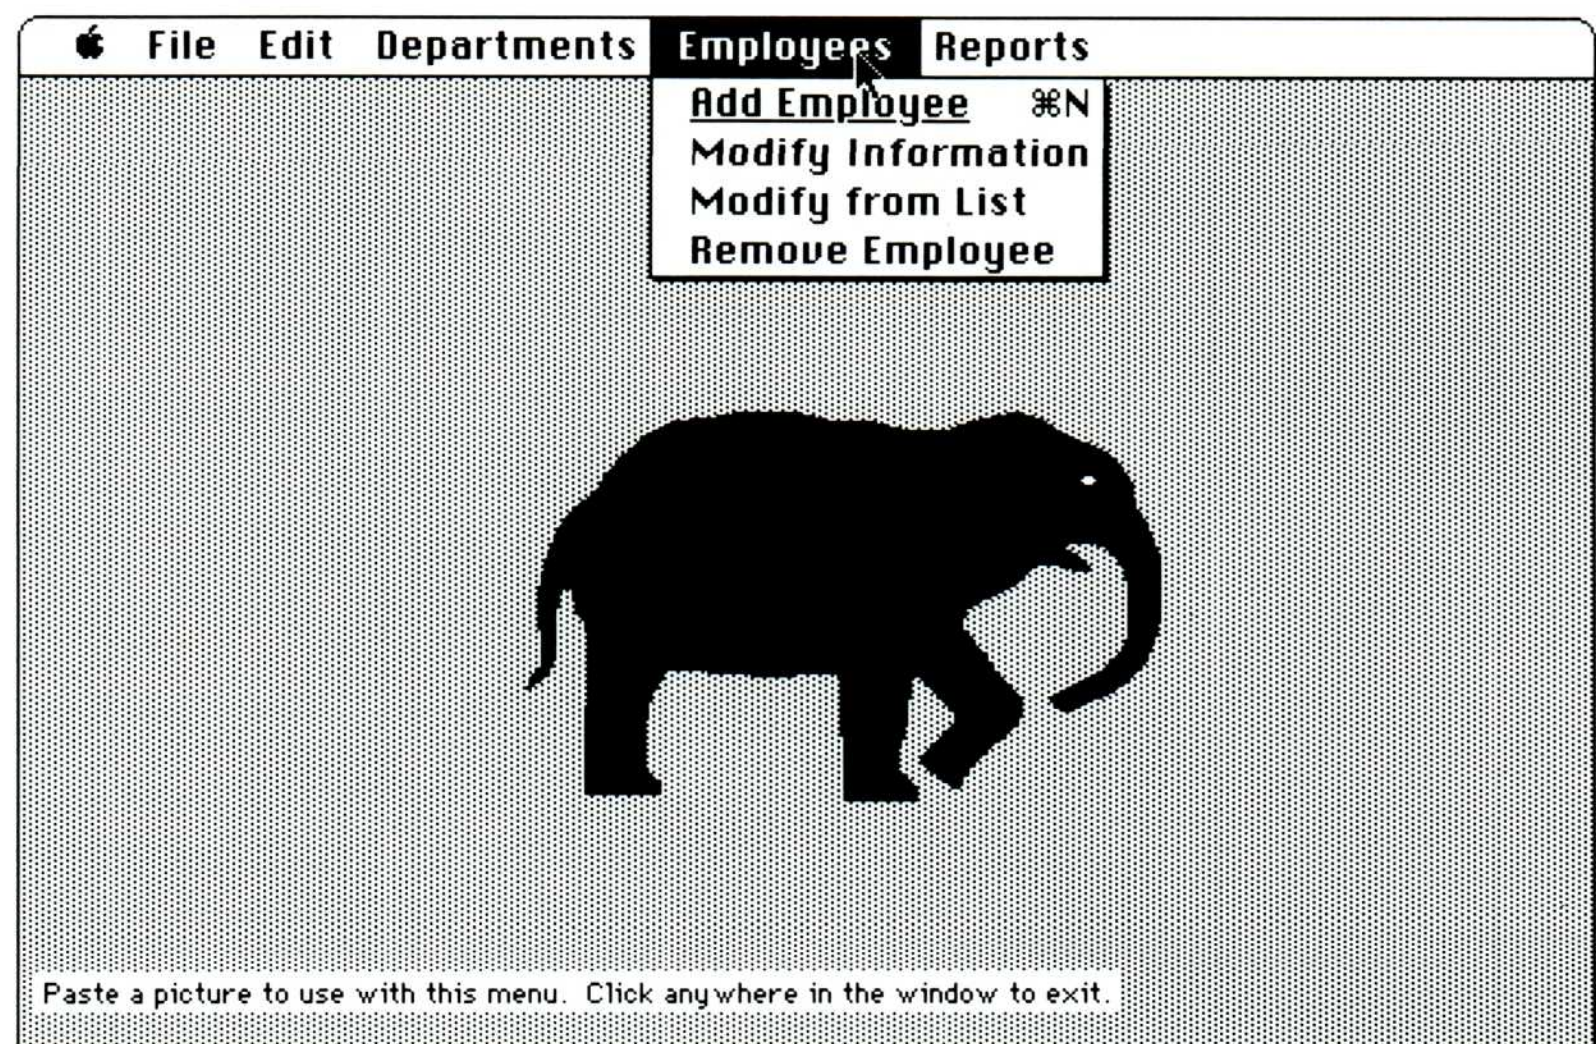 File Edit Departments Employees Reports
Add Employee ⌘N
Modify Information
Modify from List
Remove Employee
Paste a picture to use with this menu. Click anywhere in the window to exit.